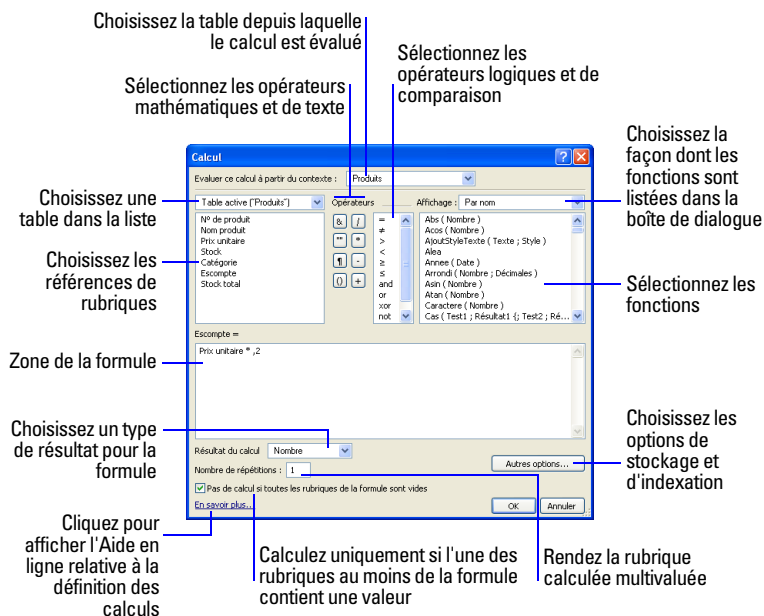 Choisissez la table depuis laquelle
le calcul est évalué
Sélectionnez les
opérateurs logiques et de
comparaison
Sélectionnez les opérateurs
mathématiques et de texte
Choisissez la
façon dont les
fonctions sont
listées dans la
boîte de dialogue
Choisissez une
table dans la liste
Choisissez les
références de
rubriques
Sélectionnez les
fonctions
Zone de la formule
Choisissez un type
de résultat pour la
formule
Choisissez les
options de
stockage et
d'indexation
Cliquez pour
afficher l'Aide en
ligne relative à la
définition des
calculs
Calculez uniquement si l'une des
rubriques au moins de la formule
contient une valeur
Rendez la rubrique
calculée multivaluée
Calcul
Evaluer ce calcul à partir du contexte : Produits
Table active ("Produits")
Opérateurs
Affichage : Par nom
N° de produit
Nom produit
Prix unitaire
Stock
Catégorie
Escompte
Stock total
& /
"" *
¶ -
() +
=
≠
>
<
≥
≤
and
or
xor
not
Abs ( Nombre )
Acos ( Nombre )
AjoutStyleTexte ( Texte ; Style )
Alea
Annee ( Date )
Arrondi ( Nombre ; Décimales )
Asin ( Nombre )
Atan ( Nombre )
Caractere ( Nombre )
Cas ( Test1 ; Résultat1 {; Test2 ; Ré...
Escompte =
Prix unitaire * ,2
Résultat du calcul Nombre
Nombre de répétitions : 1
Autres options...
Pas de calcul si toutes les rubriques de la formule sont vides
En savoir plus...
OK
Annuler